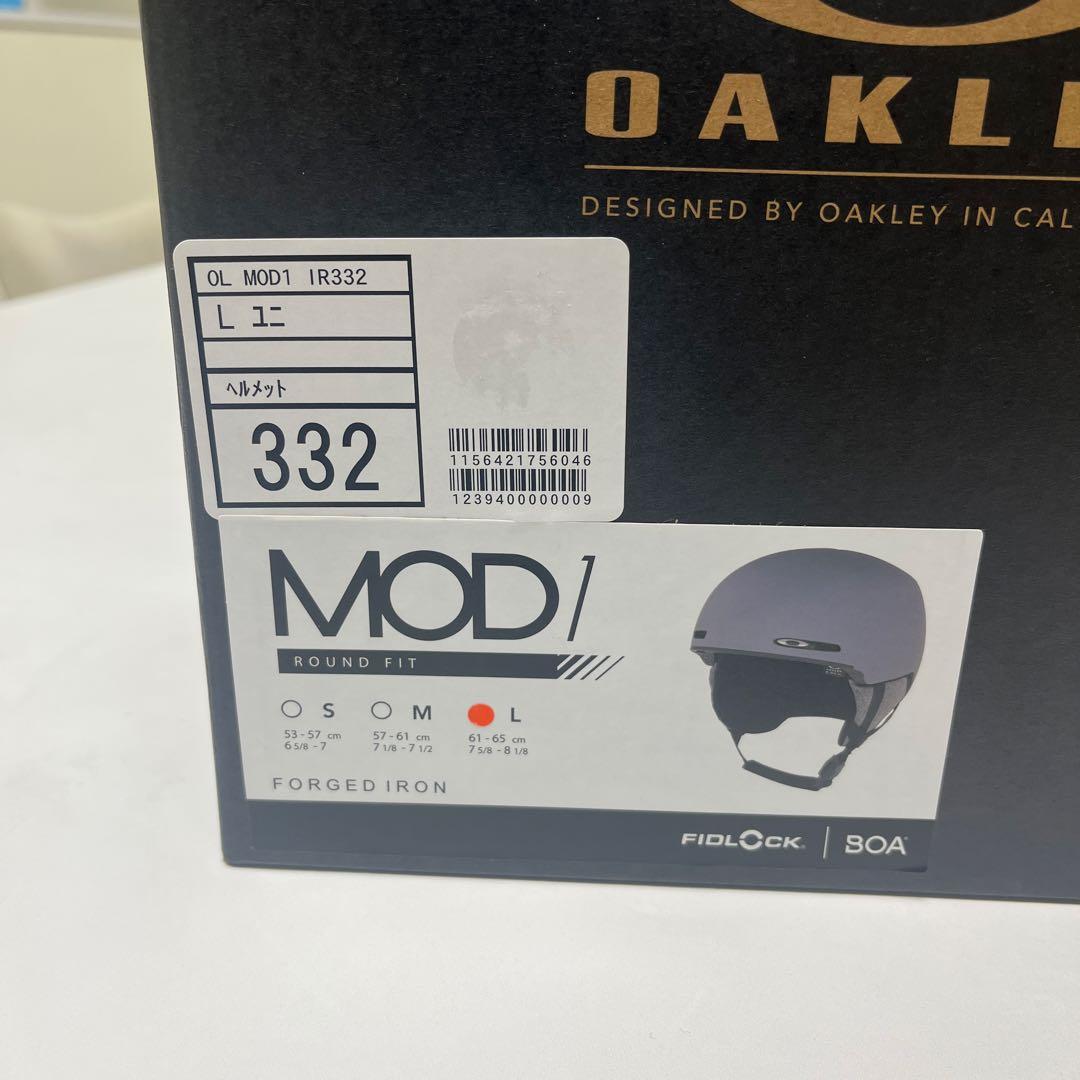 OAKL
DESIGNED BY OAKLEY IN CAL
OL MOD1 IR332
L ユニ
ヘルメット
332
1156421756046
1239400000009
MOD1
ROUND FIT
S M L
53-57 cm 57-61 cm 61-65 cm
6 5/8 - 7 7 1/8 - 7 1/2 7 5/8 - 8 1/8
FORGED IRON
FIDLOCK | BOA